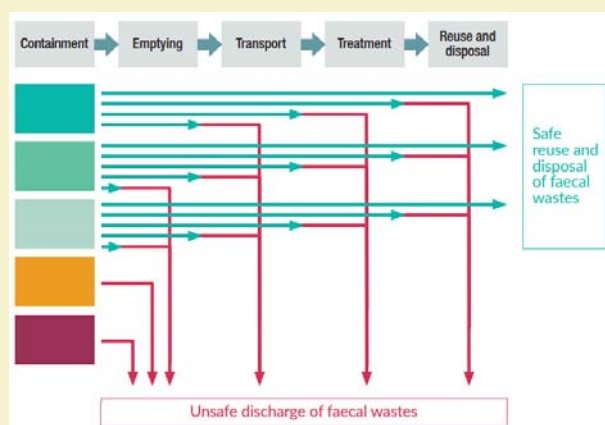 Containment
Emptying
Transport
Treatment
Reuse and
disposal
Safe
reuse and
disposal
of faecal
wastes
Unsafe discharge of faecal wastes